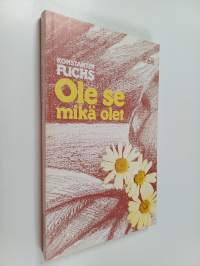 KONSTANTIN
FUCHS
Ole se
mikä olet